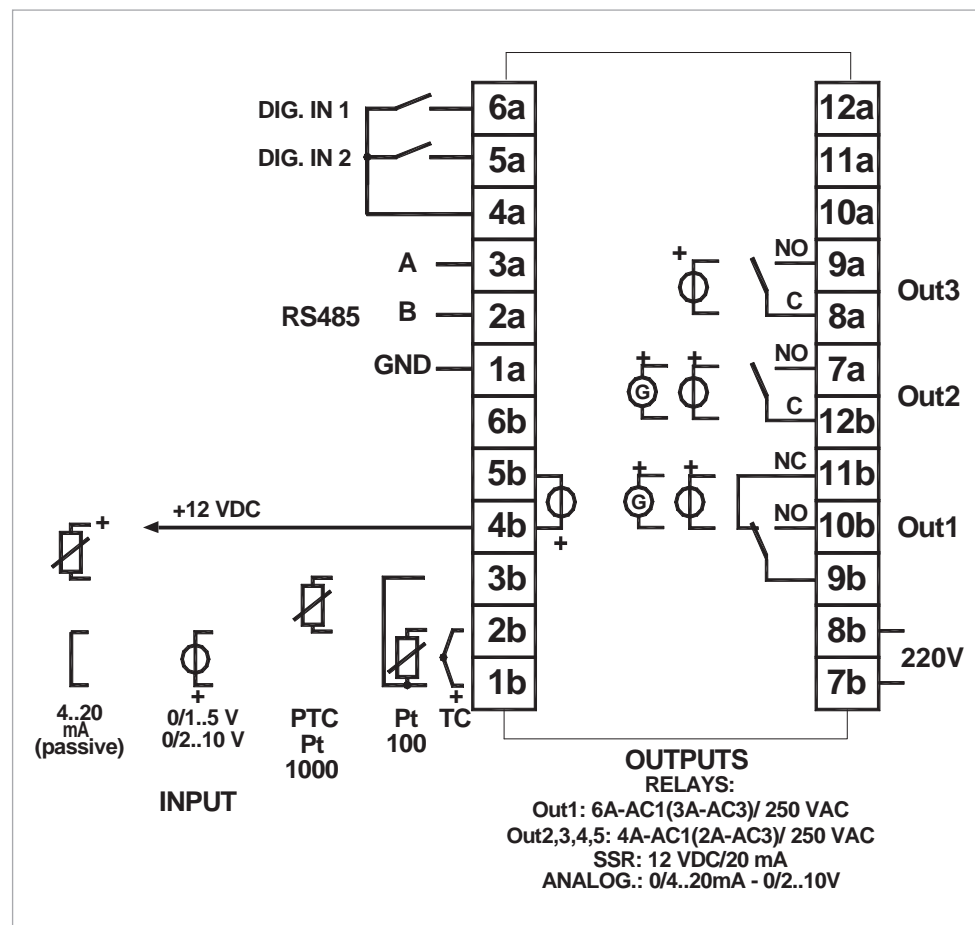 DIG. IN 1
DIG. IN 2
A
RS485
B
GND
+12 VDC
+
+
+
+
6a
5a
4a
3a
2a
1a
6b
5b
4b
3b
2b
1b
+
+
G
+
+
G
+
+
NO
C
NO
C
NC
NO
12a
11a
10a
9a
8a
7a
12b
11b
10b
9b
8b
7b
Out3
Out2
Out1
220V
4..20
mA
(passive)
0/1..5 V
0/2..10 V
PTC
Pt
1000
Pt
100
TC
INPUT
OUTPUTS
RELAYS:
Out1: 6A-AC1(3A-AC3)/ 250 VAC
Out2,3,4,5: 4A-AC1(2A-AC3)/ 250 VAC
SSR: 12 VDC/20 mA
ANALOG.: 0/4..20mA - 0/2..10V